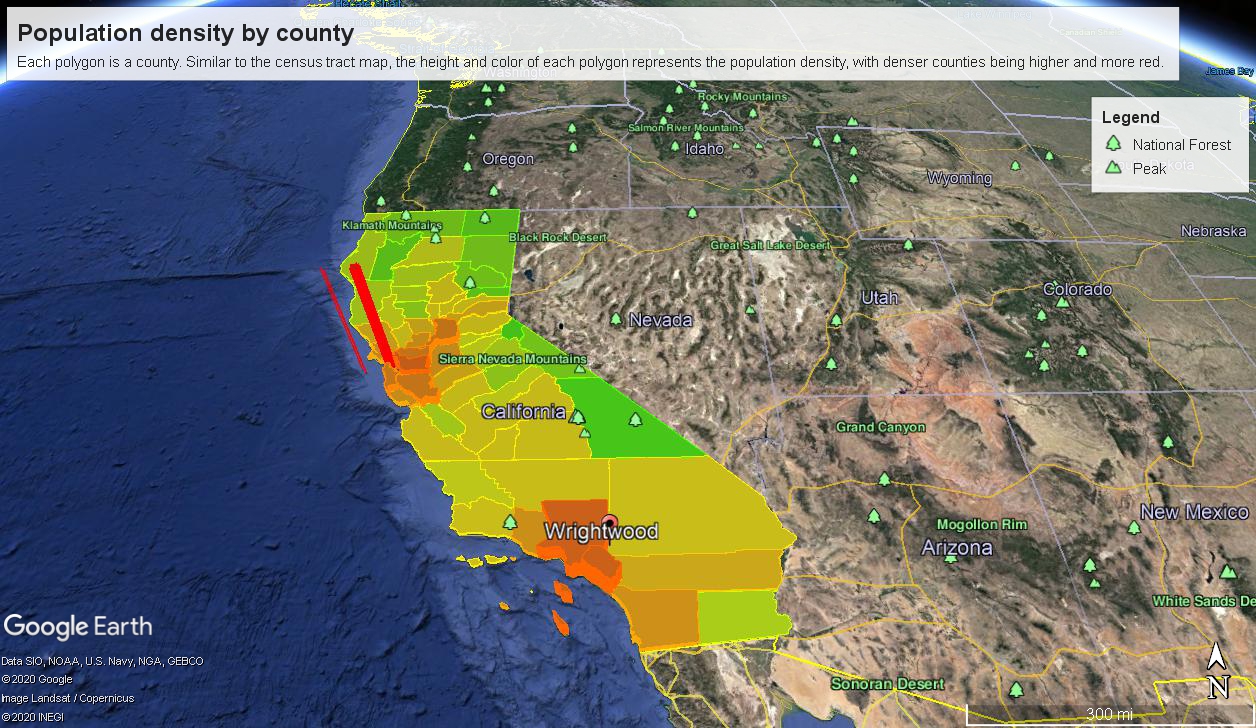 Hecate Strait
Population density by county
Each polygon is a county. Similar to the census tract map, the height and color of each polygon represents the population density, with denser counties being higher and more red.
Washington
James Bay
Rocky Mountains
Legend
National Forest
Peak
Salmon River Mountains
Idaho
Oregon
Wyoming
Klamath Mountains
Black Rock Desert
Great Salt Lake Desert
Nebraska
Utah
Colorado
Nevada
Sierra Nevada Mountains
California
Grand Canyon
Wrightwood
Mogollon Rim
New Mexico
Arizona
White Sands De
Google Earth
Data SIO, NOAA, U.S. Navy, NGA, GEBCO
©2020 Google
Image Landsat / Copernicus
©2020 INEGI
Sonoran Desert
N
300 mi